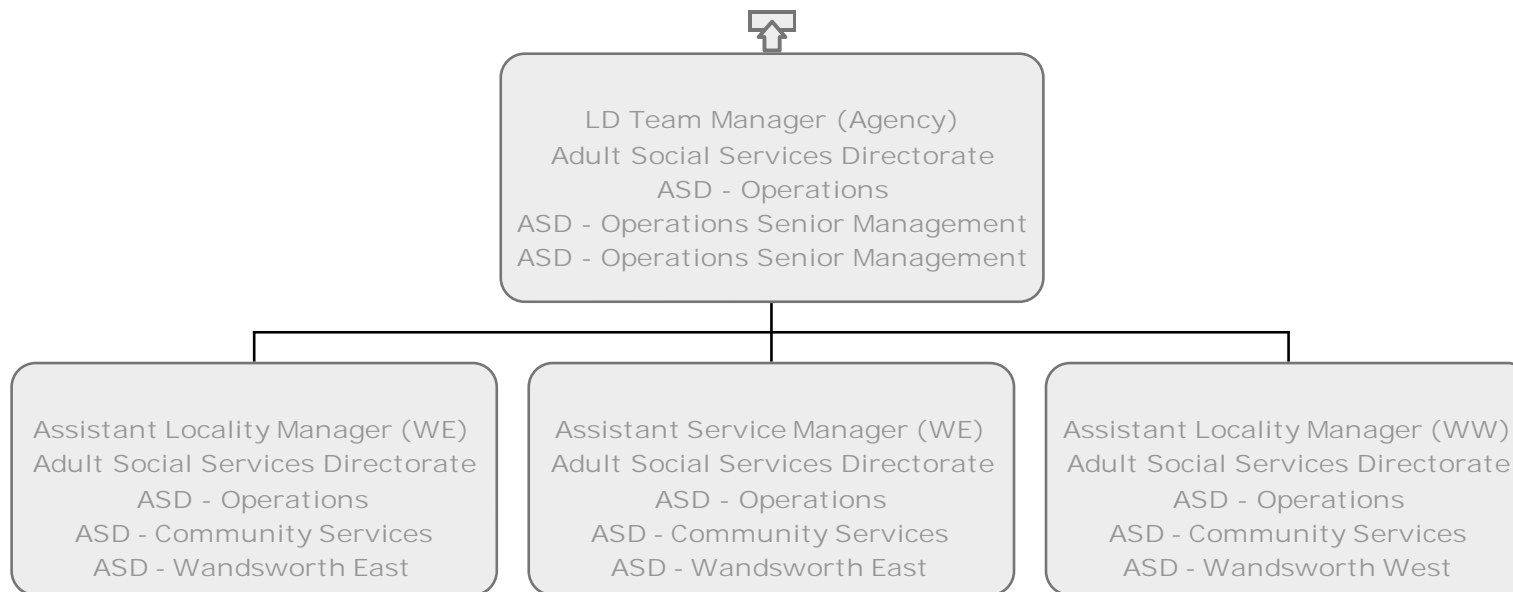 LD Team Manager (Agency)
Adult Social Services Directorate
ASD - Operations
ASD - Operations Senior Management
ASD - Operations Senior Management
Assistant Locality Manager (WE)
Adult Social Services Directorate
ASD - Operations
ASD - Community Services
ASD - Wandsworth East
Assistant Service Manager (WE)
Adult Social Services Directorate
ASD - Operations
ASD - Community Services
ASD - Wandsworth East
Assistant Locality Manager (WW)
Adult Social Services Directorate
ASD - Operations
ASD - Community Services
ASD - Wandsworth West